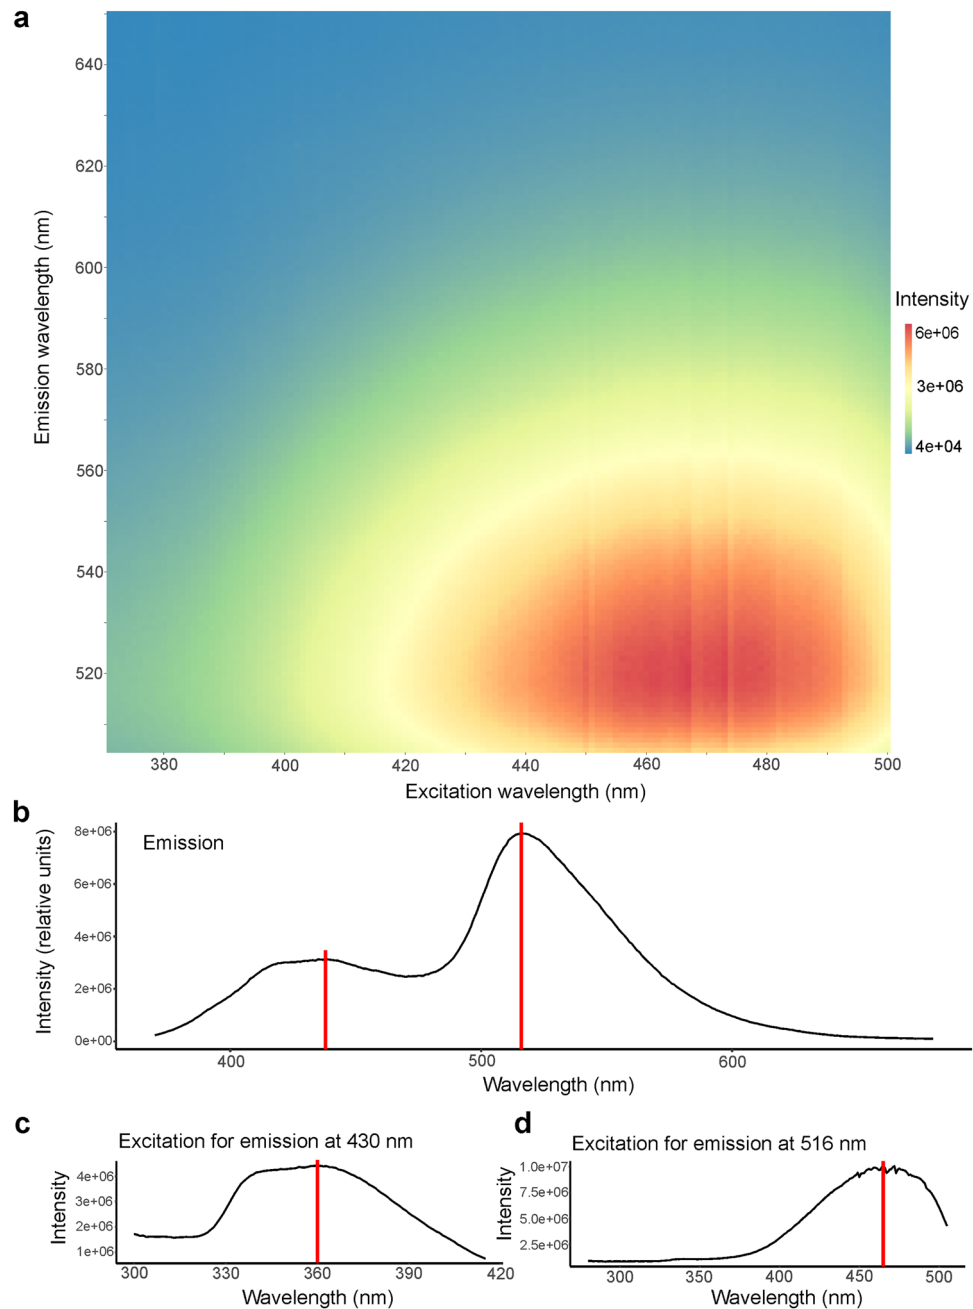 a
640
620
600
580
560
540
520
Emission wavelength (nm)
380 400 420 440 460 480 500
Excitation wavelength (nm)
Intensity
6e+06
3e+06
4e+04
b
Emission
8e+06
6e+06
4e+06
2e+06
0e+00
Intensity (relative units)
400 500 600
Wavelength (nm)
c
Excitation for emission at 430 nm
4e+06
3e+06
2e+06
1e+06
Intensity
300 330 360 390 420
Wavelength (nm)
d
Excitation for emission at 516 nm
1.0e+07
7.5e+06
5.0e+06
2.5e+06
Intensity
300 350 400 450 500
Wavelength (nm)